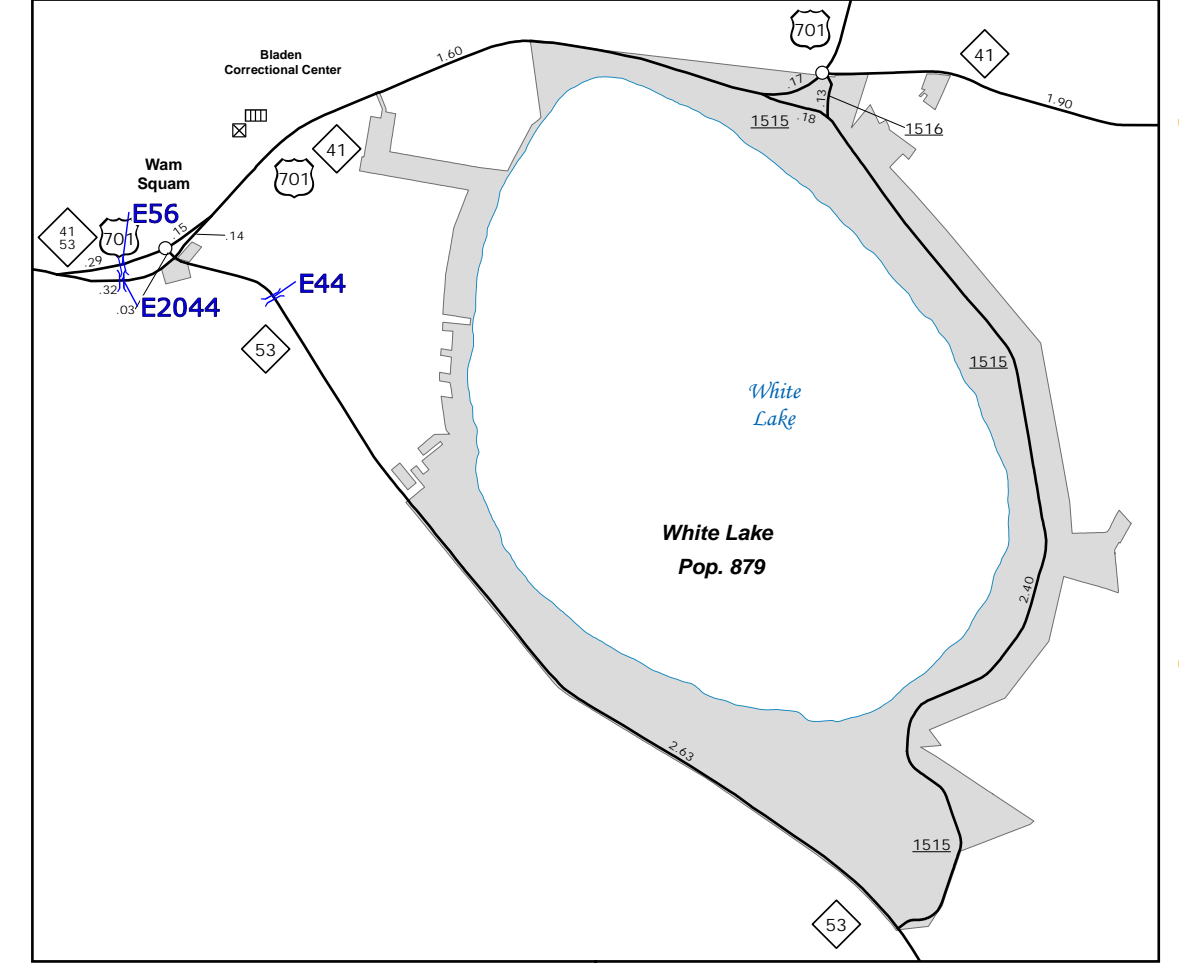 701
41
1.60
Bladen
Correctional Center
.17
.13
1.90
1515
.18
1516
41
701
Wam
Squam
E56
41
53
701
.15
.14
.29
.32
.03
E2044
E44
53
1515
White
Lake
White Lake
Pop. 879
2.40
2.63
1515
53